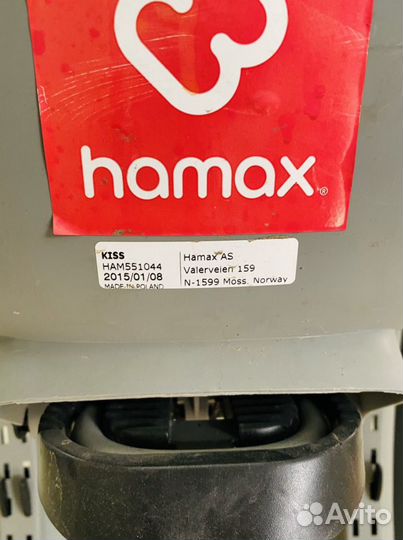 hamax®
KISS
HAM551044
2015/01/08
MADE IN POLAND
Hamax AS
Valerveien 159
N-1599 Moss. Norway
Avito